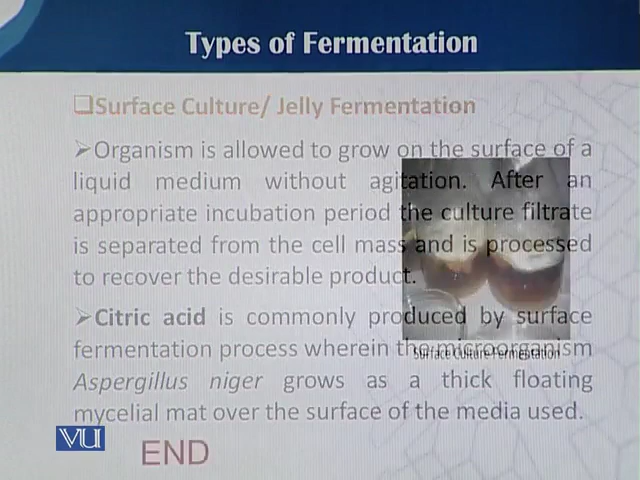 Types of Fermentation
❑Surface Culture/ Jelly Fermentation
➢Organism is allowed to grow on the surface of a
liquid medium without agitation. After an
appropriate incubation period the culture filtrate
is separated from the cell mass and is processed
to recover the desirable product.
➢Citric acid is commonly produced by surface
fermentation process wherein the microorganism
Surface Culture Fermentation
Aspergillus niger grows as a thick floating
mycelial mat over the surface of the media used.
VU
END